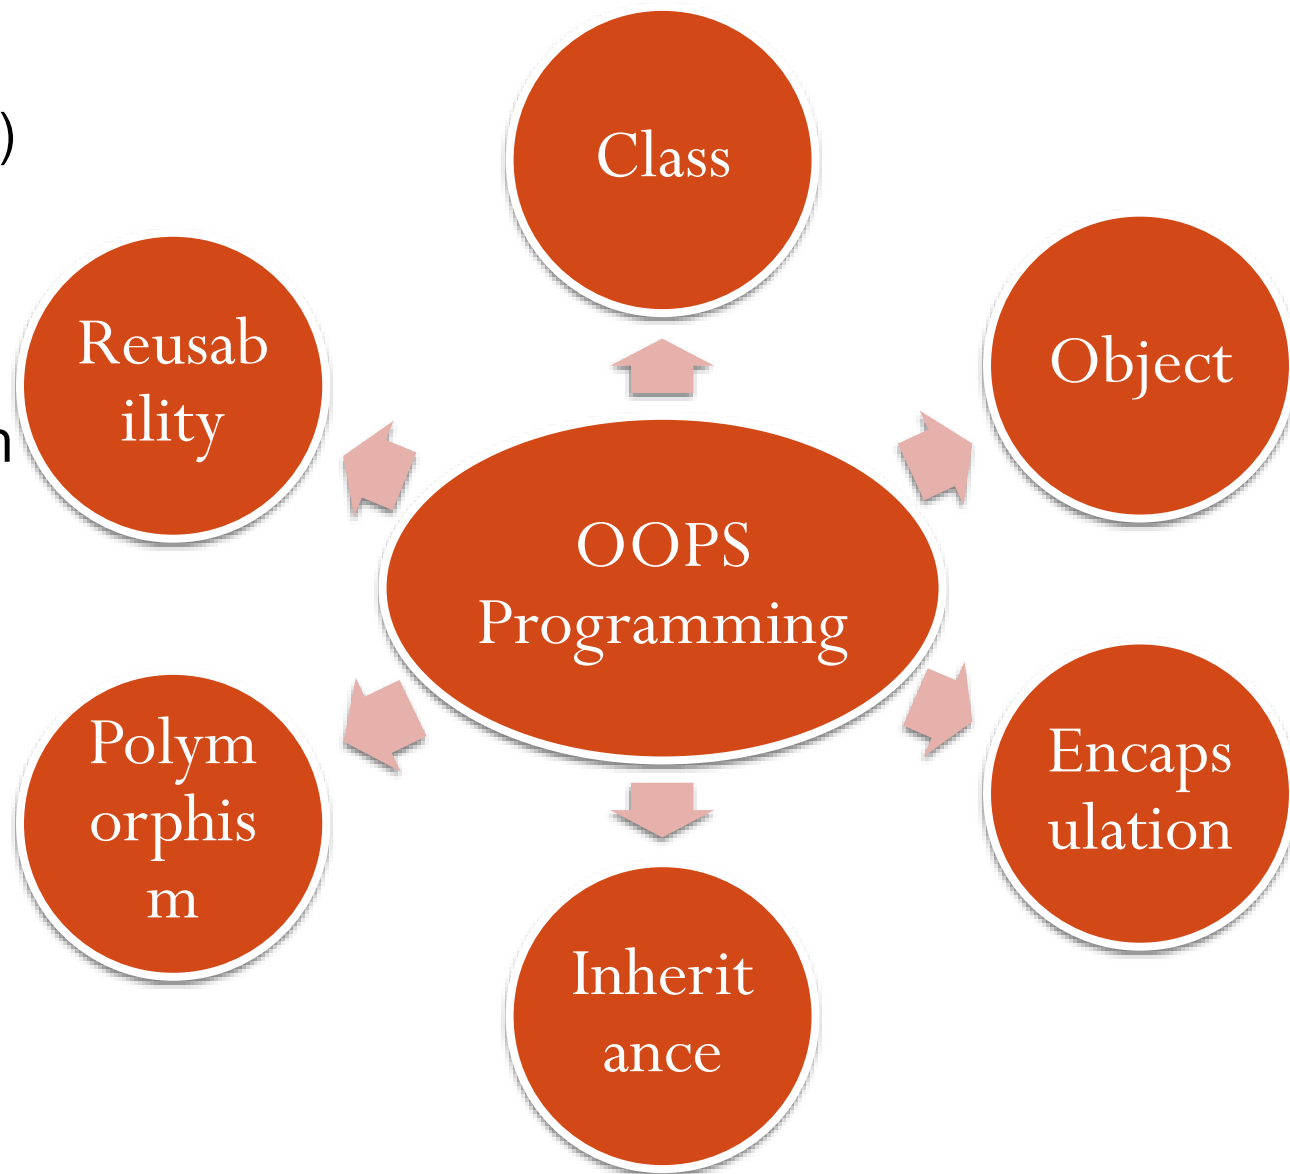 )
Class
Object
Reusab
ility
n
OOPS
Programming
Encaps
ulation
Polym
orphis
m
Inherit
ance